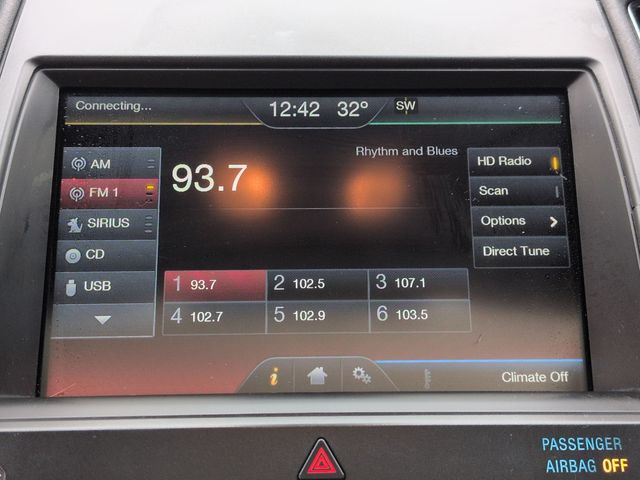 Connecting... 12:42 32° SW
Rhythm and Blues
93.7
AM
FM 1
SIRIUS
CD
USB
HD Radio
Scan
Options
Direct Tune
1 93.7 2 102.5 3 107.1
4 102.7 5 102.9 6 103.5
i
Climate Off
PASSENGER
AIRBAG OFF